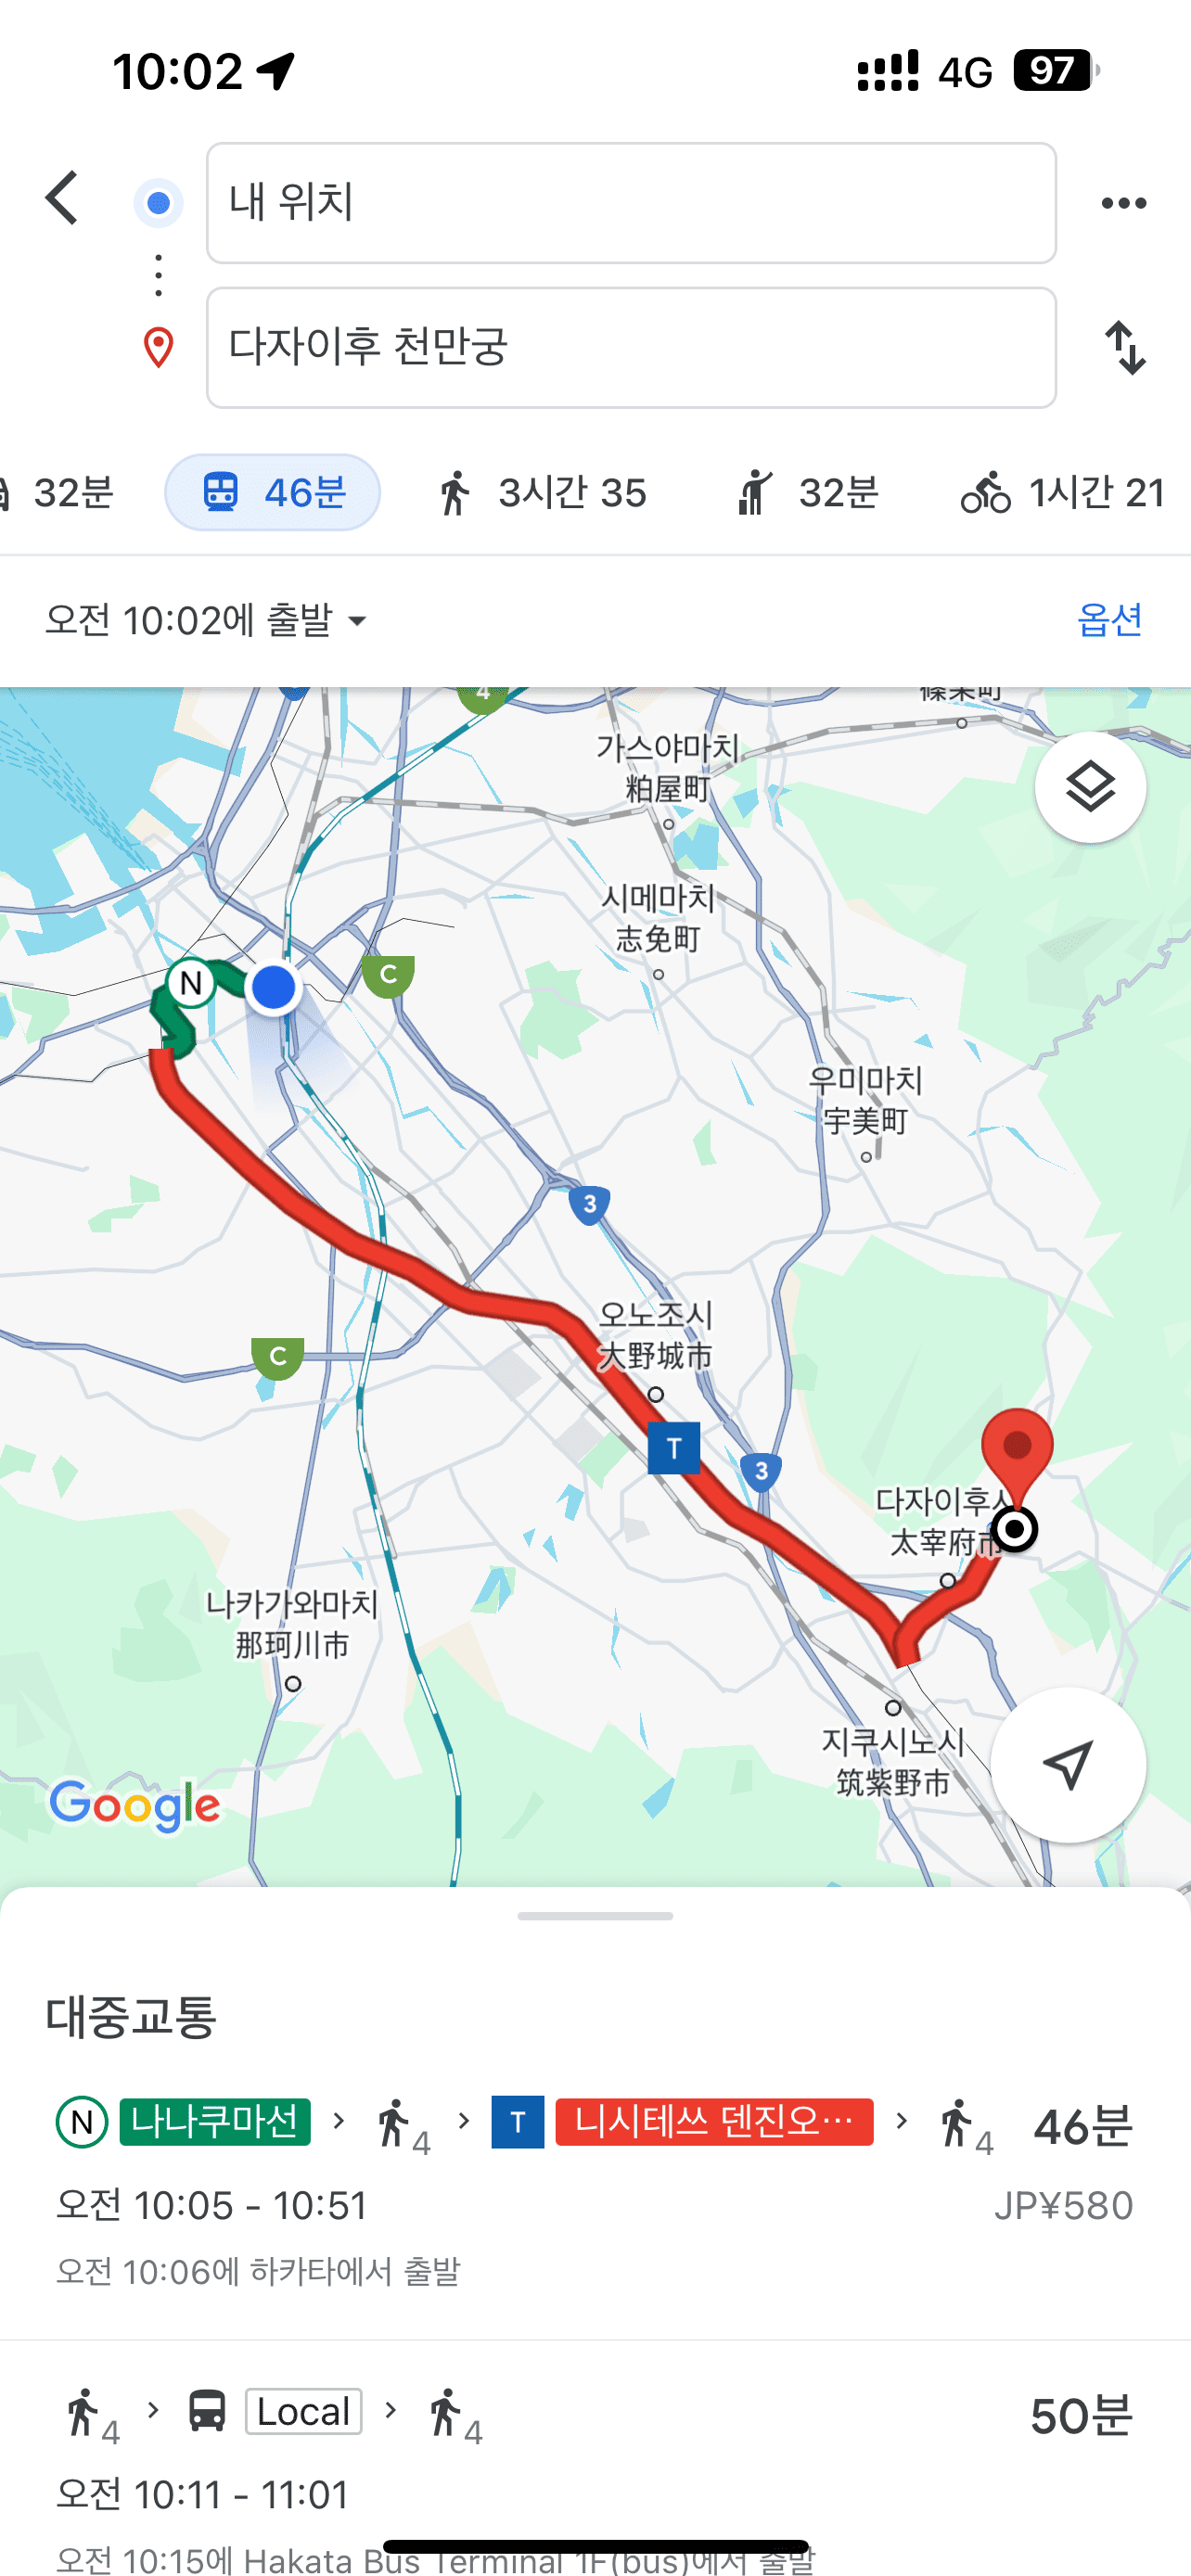 10:02 4G 97
내 위치
다자이후 천만궁
32분 46분 3시간 35 32분 1시간 21
오전 10:02에 출발 옵션
4
篠栗町
가스야마치
粕屋町
시메마치
志免町
N
C
우미마치
宇美町
3
오노조시
大野城市
C
T
3
다자이후시
太宰府市
나카가와마치
那珂川市
지쿠시노시
筑紫野市
Google
대중교통
N 나나쿠마선 > 4 > T 니시테쓰 덴진오… > 4 46분
오전 10:05 - 10:51 JP¥580
오전 10:06에 하카타에서 출발
4 > Local > 4 50분
오전 10:11 - 11:01
오전 10:15에 Hakata Bus Terminal 1F(bus)에서 출발